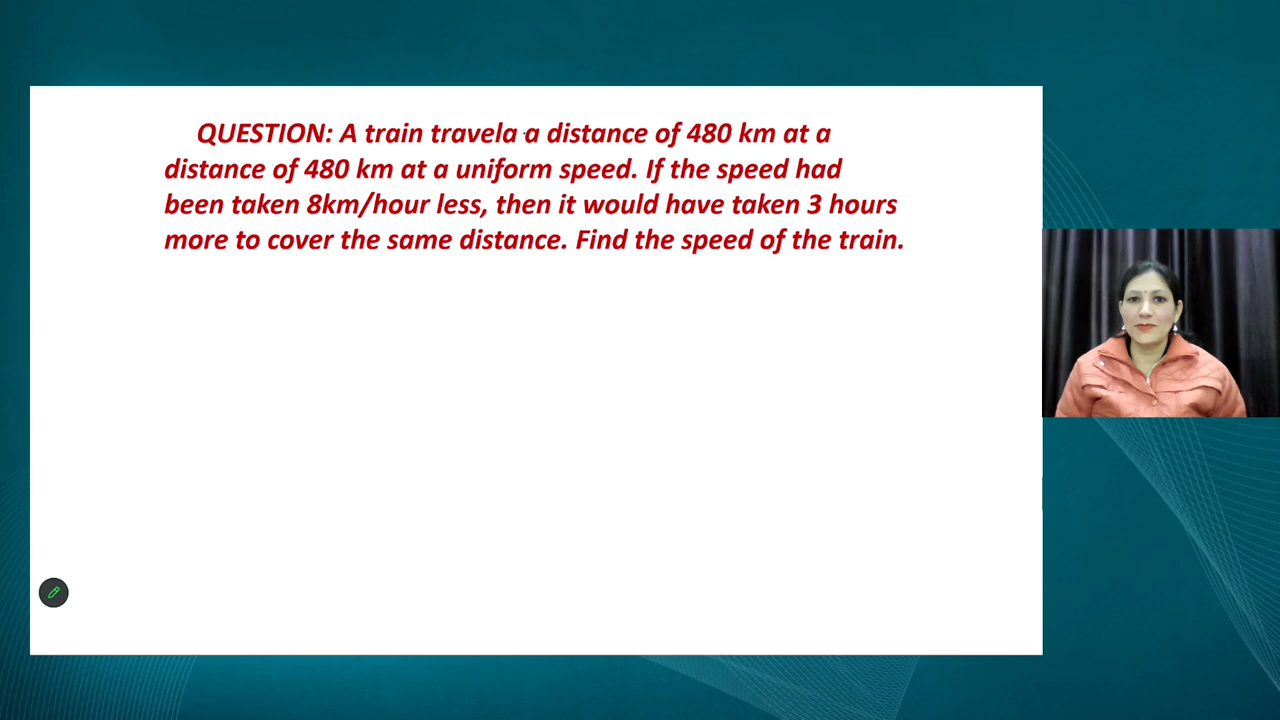 QUESTION: A train travela a distance of 480 km at a
distance of 480 km at a uniform speed. If the speed had
been taken 8km/hour less, then it would have taken 3 hours
more to cover the same distance. Find the speed of the train.